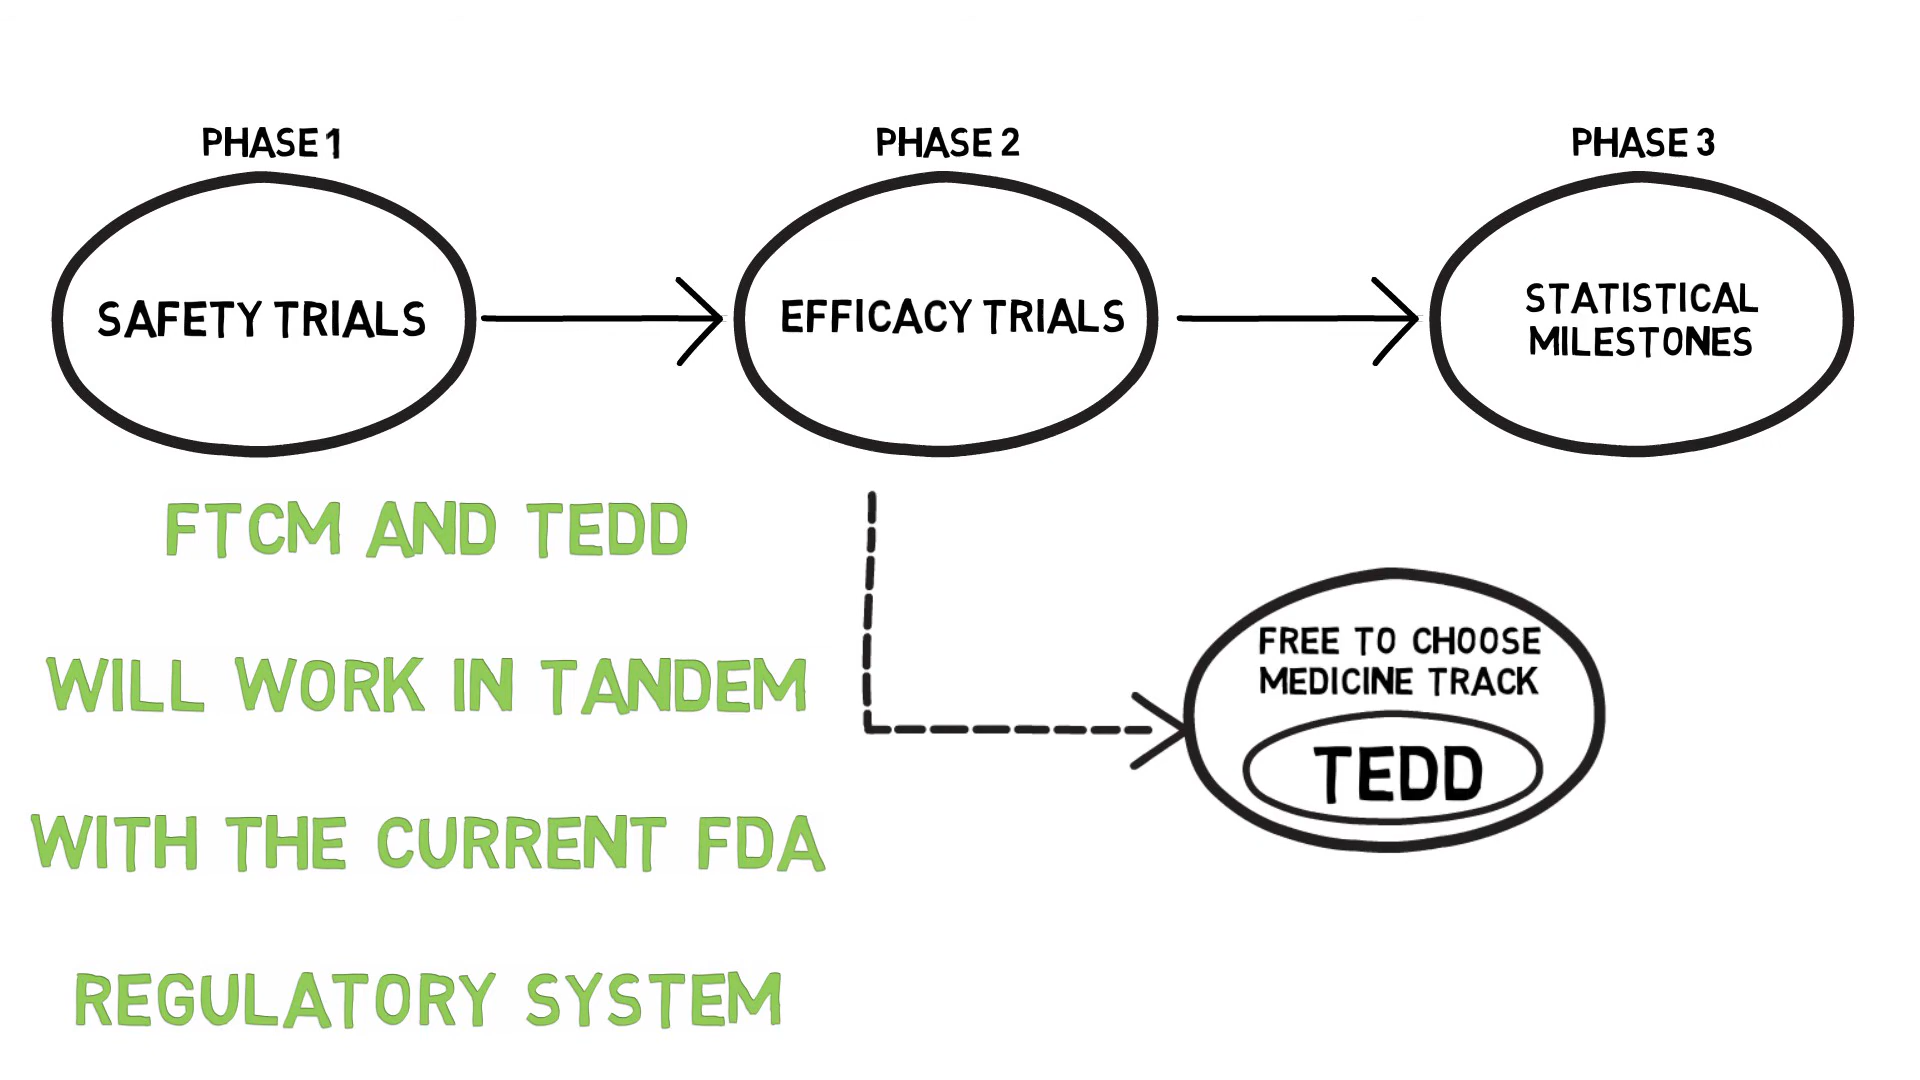 PHASE 1
PHASE 2
PHASE 3
SAFETY TRIALS
EFFICACY TRIALS
STATISTICAL
MILESTONES
FTCM AND TEDD
WILL WORK IN TANDEM
WITH THE CURRENT FDA
REGULATORY SYSTEM
FREE TO CHOOSE
MEDICINE TRACK
TEDD